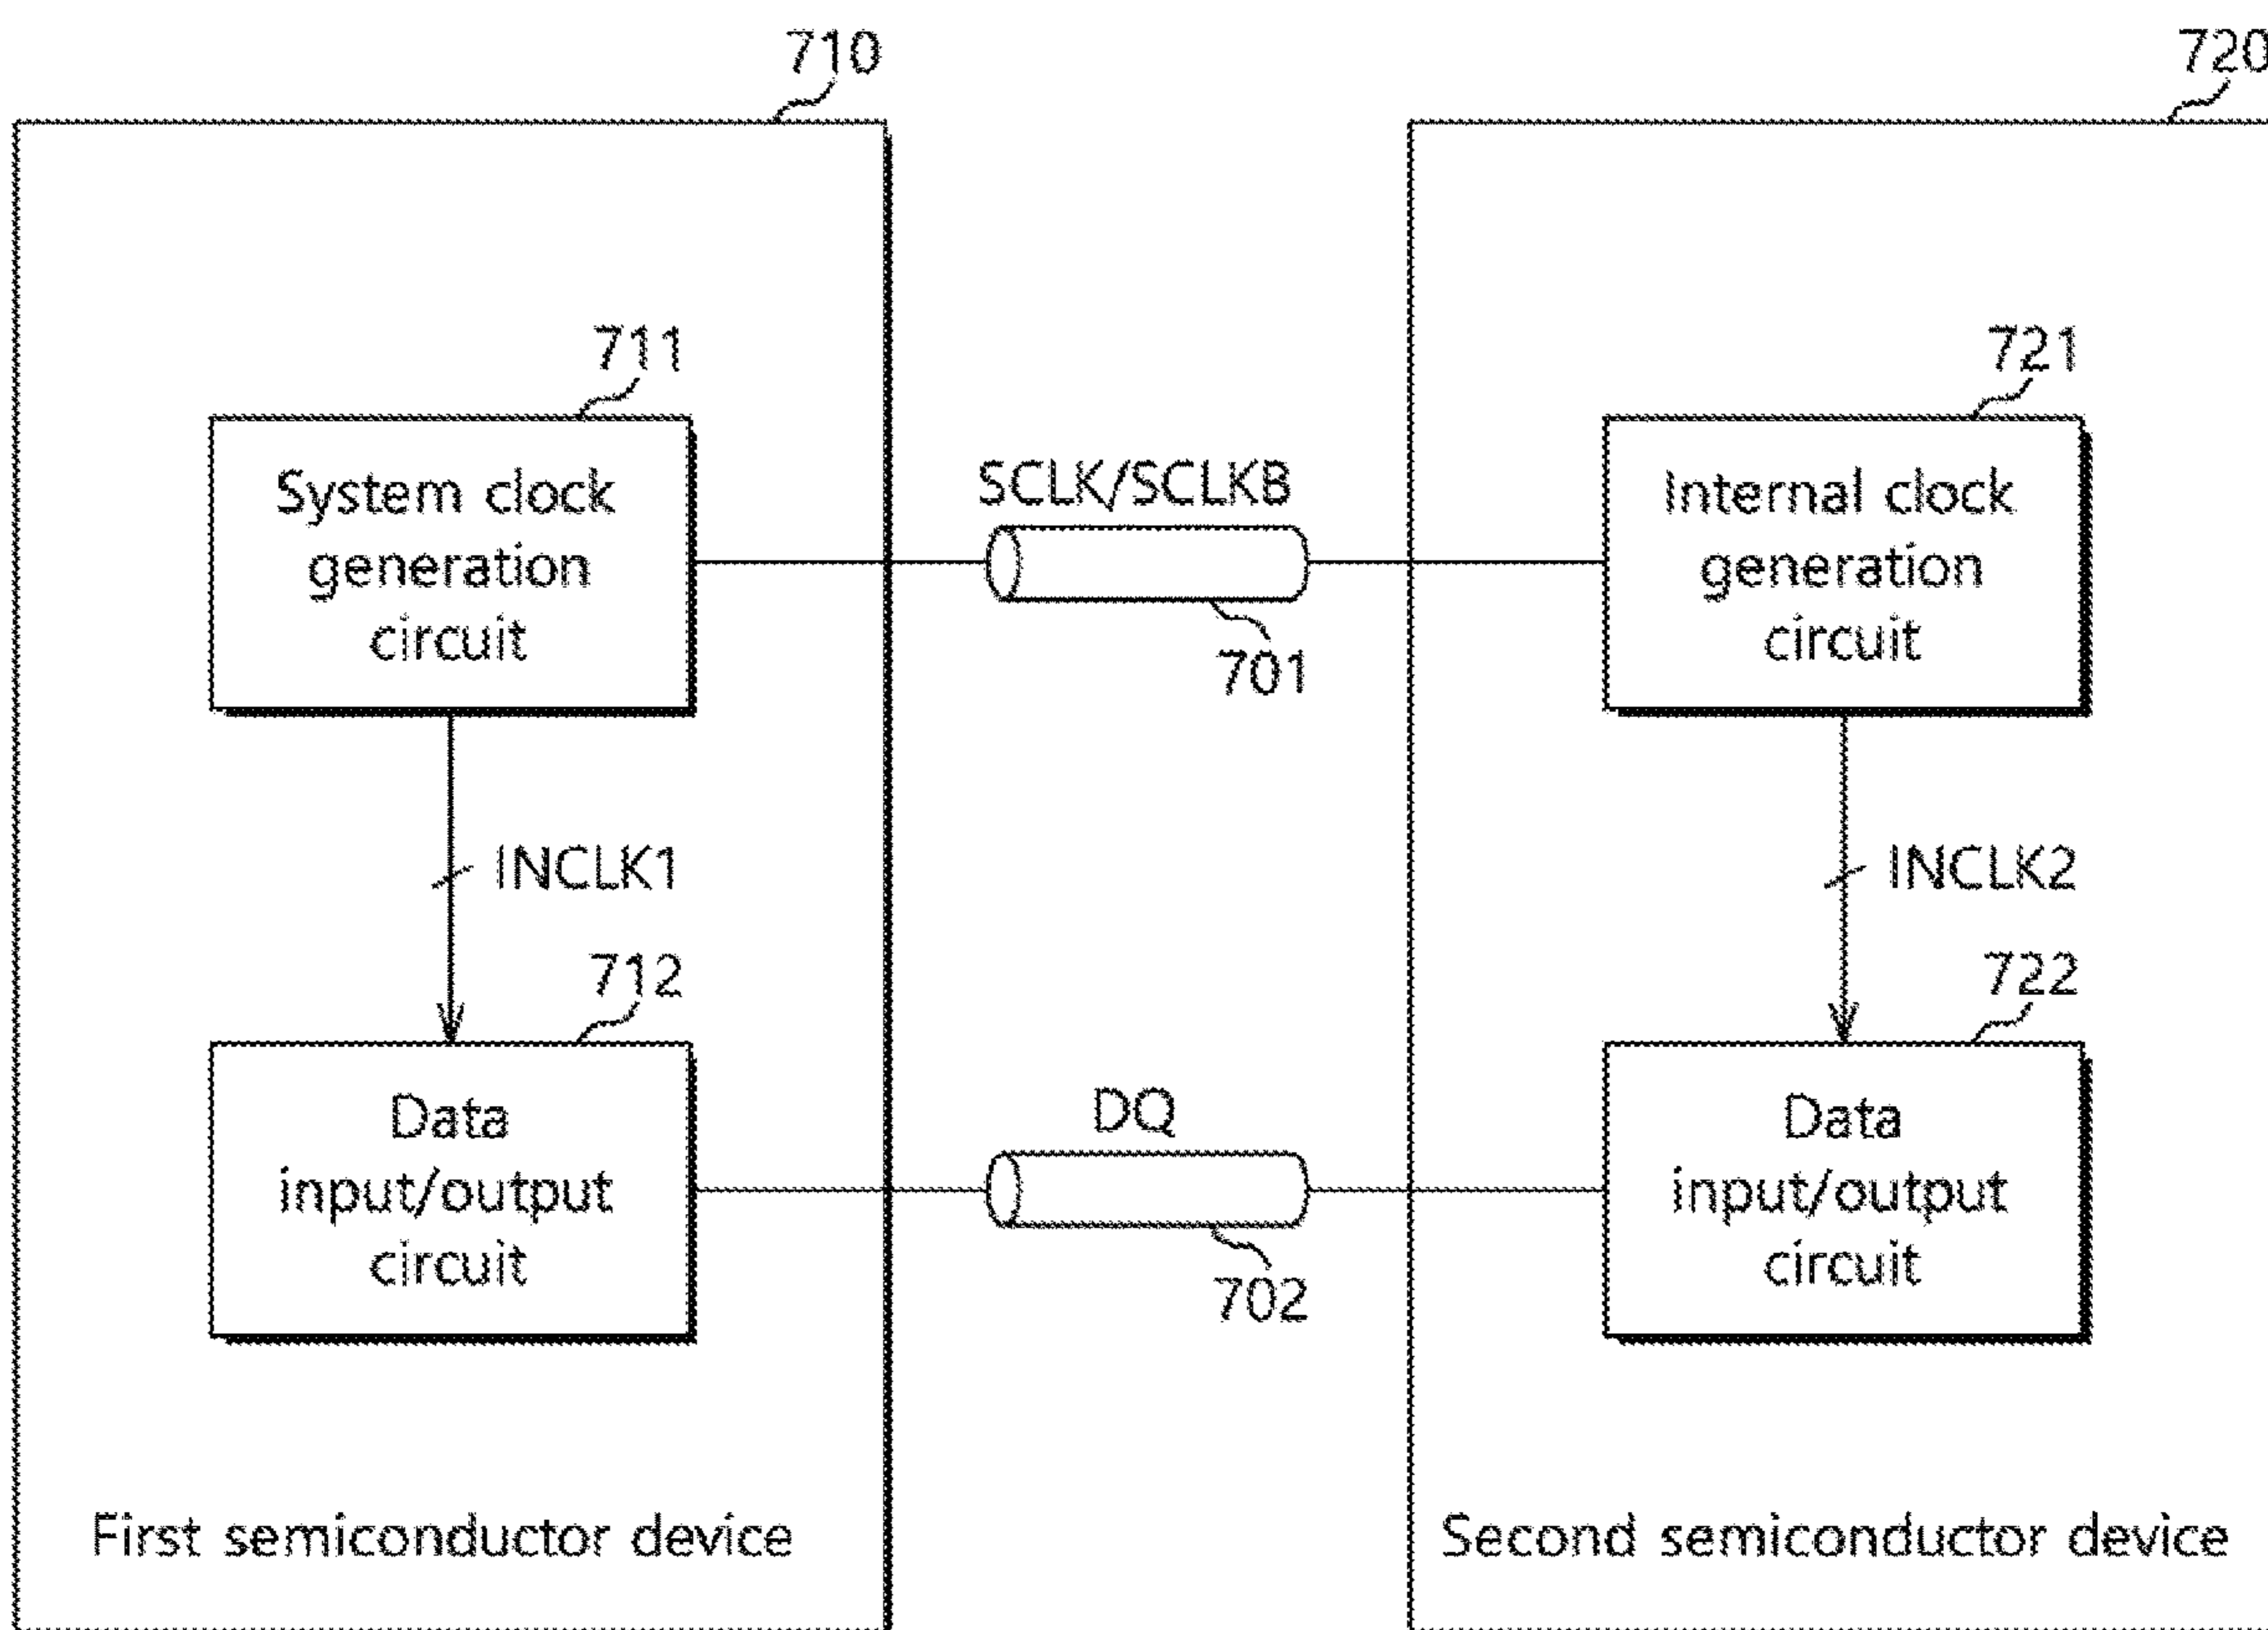 710
720
711
721
System clock
generation
circuit
SCLK/SCLKB
701
Internal clock
generation
circuit
INCLK1
INCLK2
712
722
Data
input/output
circuit
DQ
702
Data
input/output
circuit
First semiconductor device
Second semiconductor device